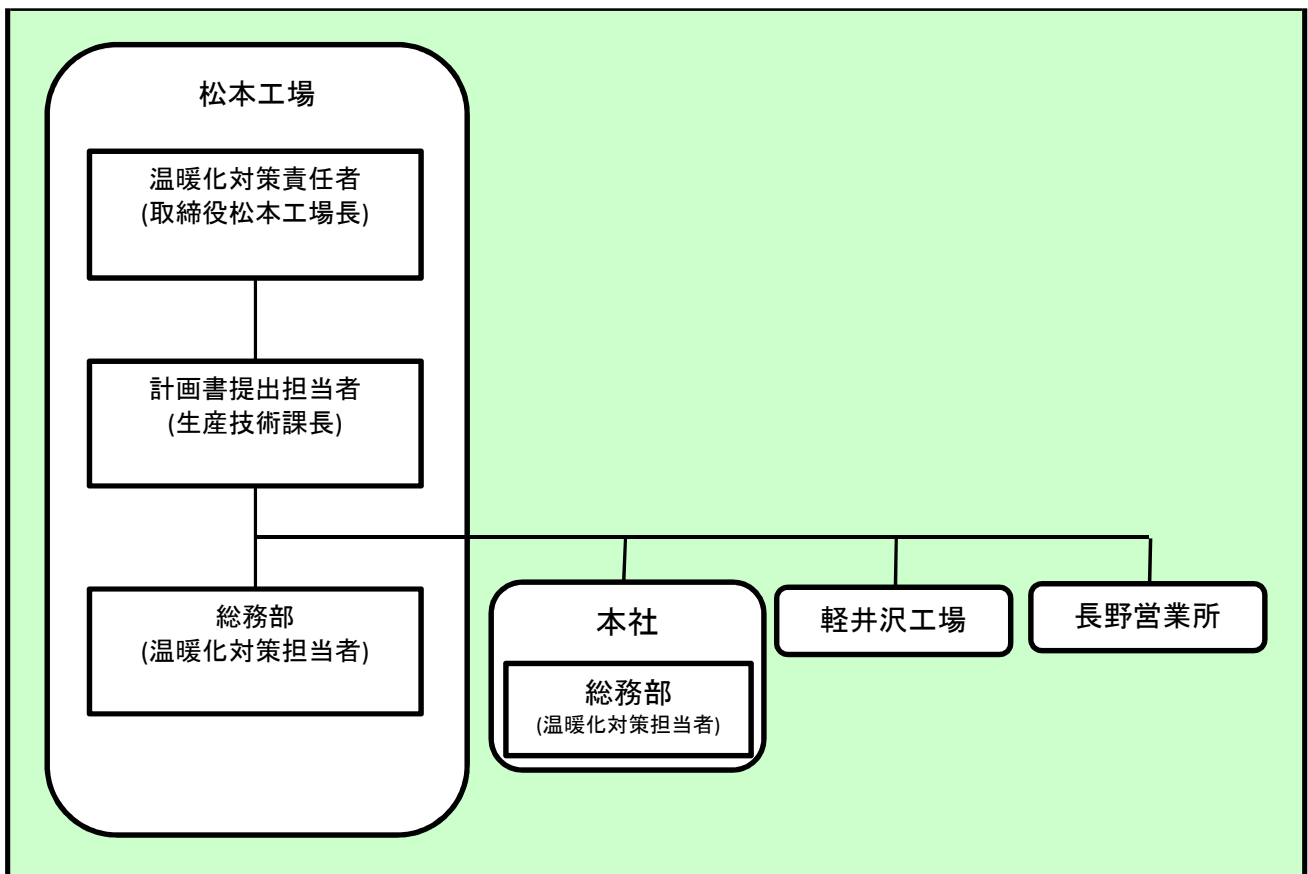 松本工場
温暖化対策責任者
(取締役松本工場長)
計画書提出担当者
(生産技術課長)
総務部
(温暖化対策担当者)
本社
総務部
(温暖化対策担当者)
軽井沢工場
長野営業所